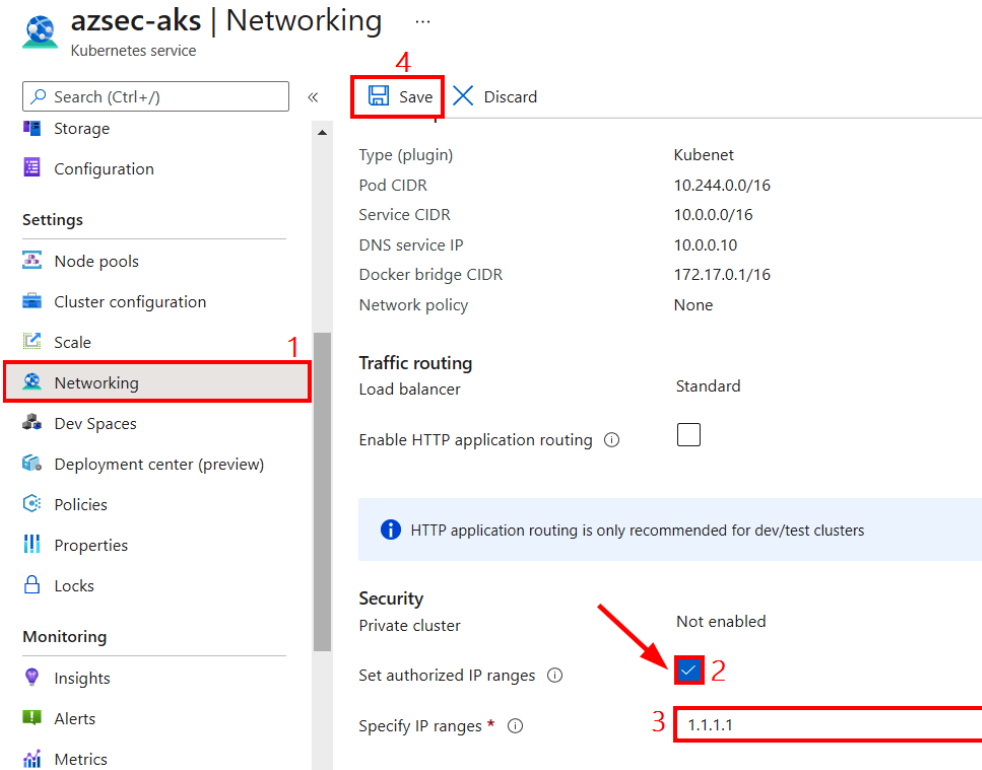 azsec-aks | Networking ...
Kubernetes service
Search (Ctrl+/)
«
Storage
Configuration
Settings
Node pools
Cluster configuration
Scale
1
Networking
Dev Spaces
Deployment center (preview)
Policies
Properties
Locks
Monitoring
Insights
Alerts
Metrics
4
Save
Discard
Type (plugin) Kubenet
Pod CIDR 10.244.0.0/16
Service CIDR 10.0.0.0/16
DNS service IP 10.0.0.10
Docker bridge CIDR 172.17.0.1/16
Network policy None
Traffic routing
Load balancer Standard
Enable HTTP application routing
HTTP application routing is only recommended for dev/test clusters
Security
Private cluster Not enabled
Set authorized IP ranges 2
Specify IP ranges * 3 1.1.1.1